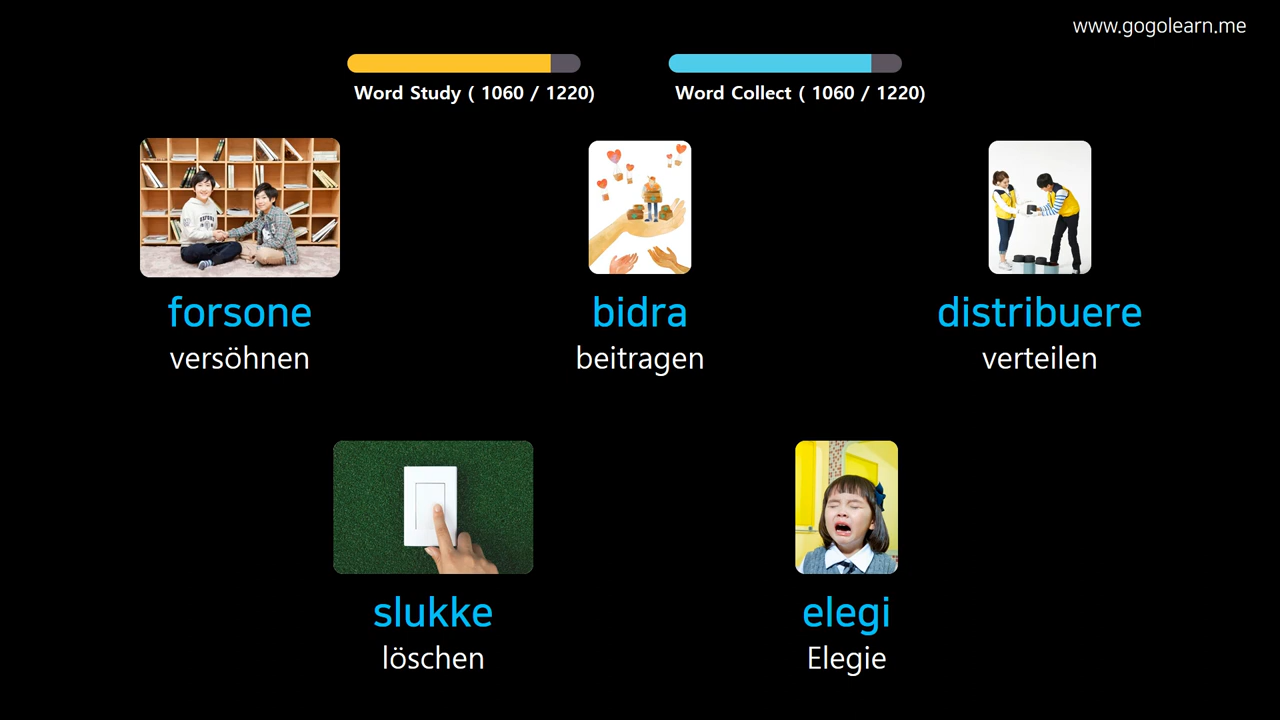 www.gogolearn.me
Word Study ( 1060 / 1220)
Word Collect ( 1060 / 1220)
forsone
versöhnen
bidra
beitragen
distribuere
verteilen
slukke
löschen
elegi
Elegie